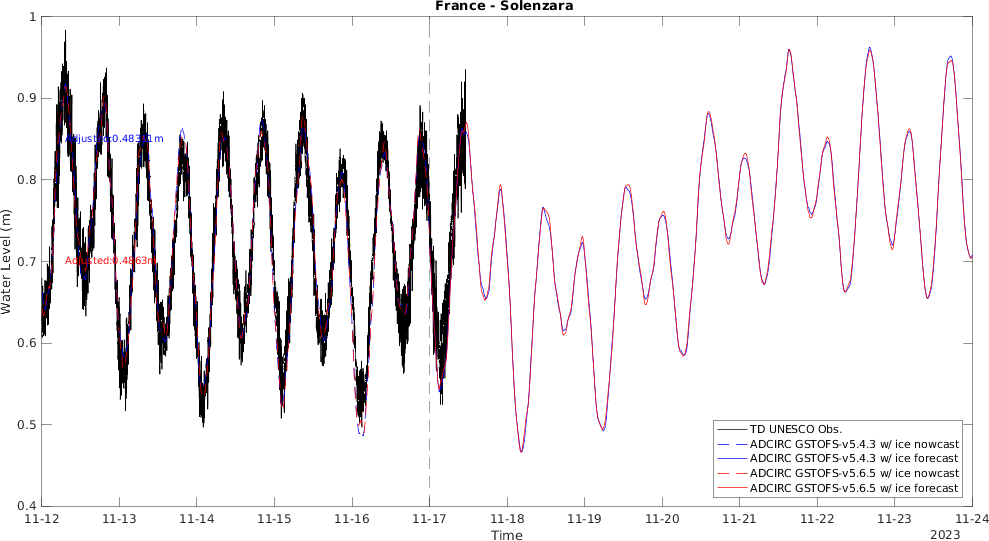 France - Solenzara
1
0.9
0.8
0.7
0.6
0.5
0.4
Water Level (m)
Adjusted:0.4863m
11-12
11-13
11-14
11-15
11-16
11-17
11-18
11-19
11-20
11-21
11-22
11-23
11-24
Time
2023
TD UNESCO Obs.
ADCIRC GSTOFS-v5.4.3 w/ ice nowcast
ADCIRC GSTOFS-v5.4.3 w/ ice forecast
ADCIRC GSTOFS-v5.6.5 w/ ice nowcast
ADCIRC GSTOFS-v5.6.5 w/ ice forecast